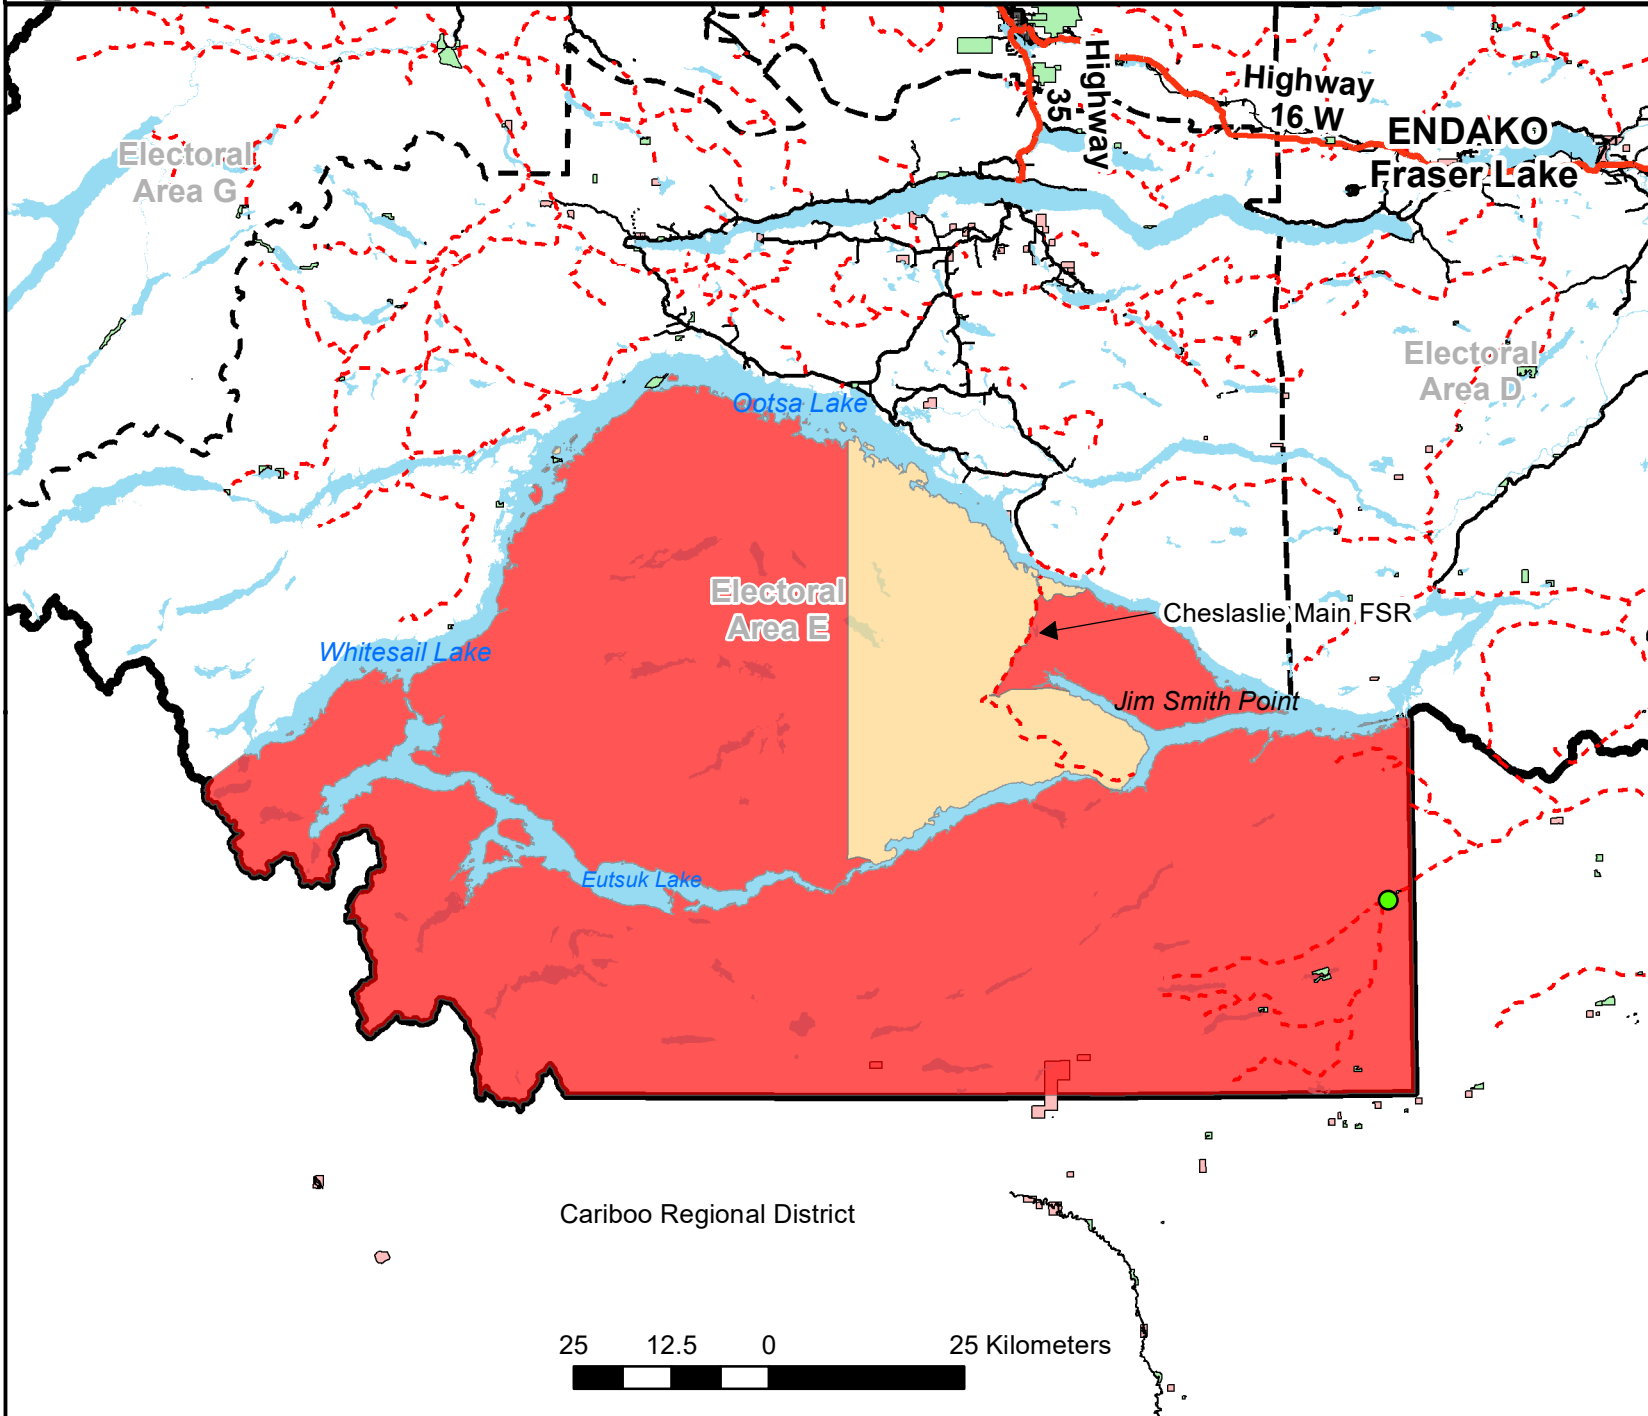 Highway
35
Highway
16 W
ENDAKO
Fraser Lake
Electoral
Area G
Electoral
Area D
Ootsa Lake
Electoral
Area E
Cheslaslie Main FSR
Whitesail Lake
Jim Smith Point
Eutsuk Lake
Cariboo Regional District
25 12.5 0 25 Kilometers